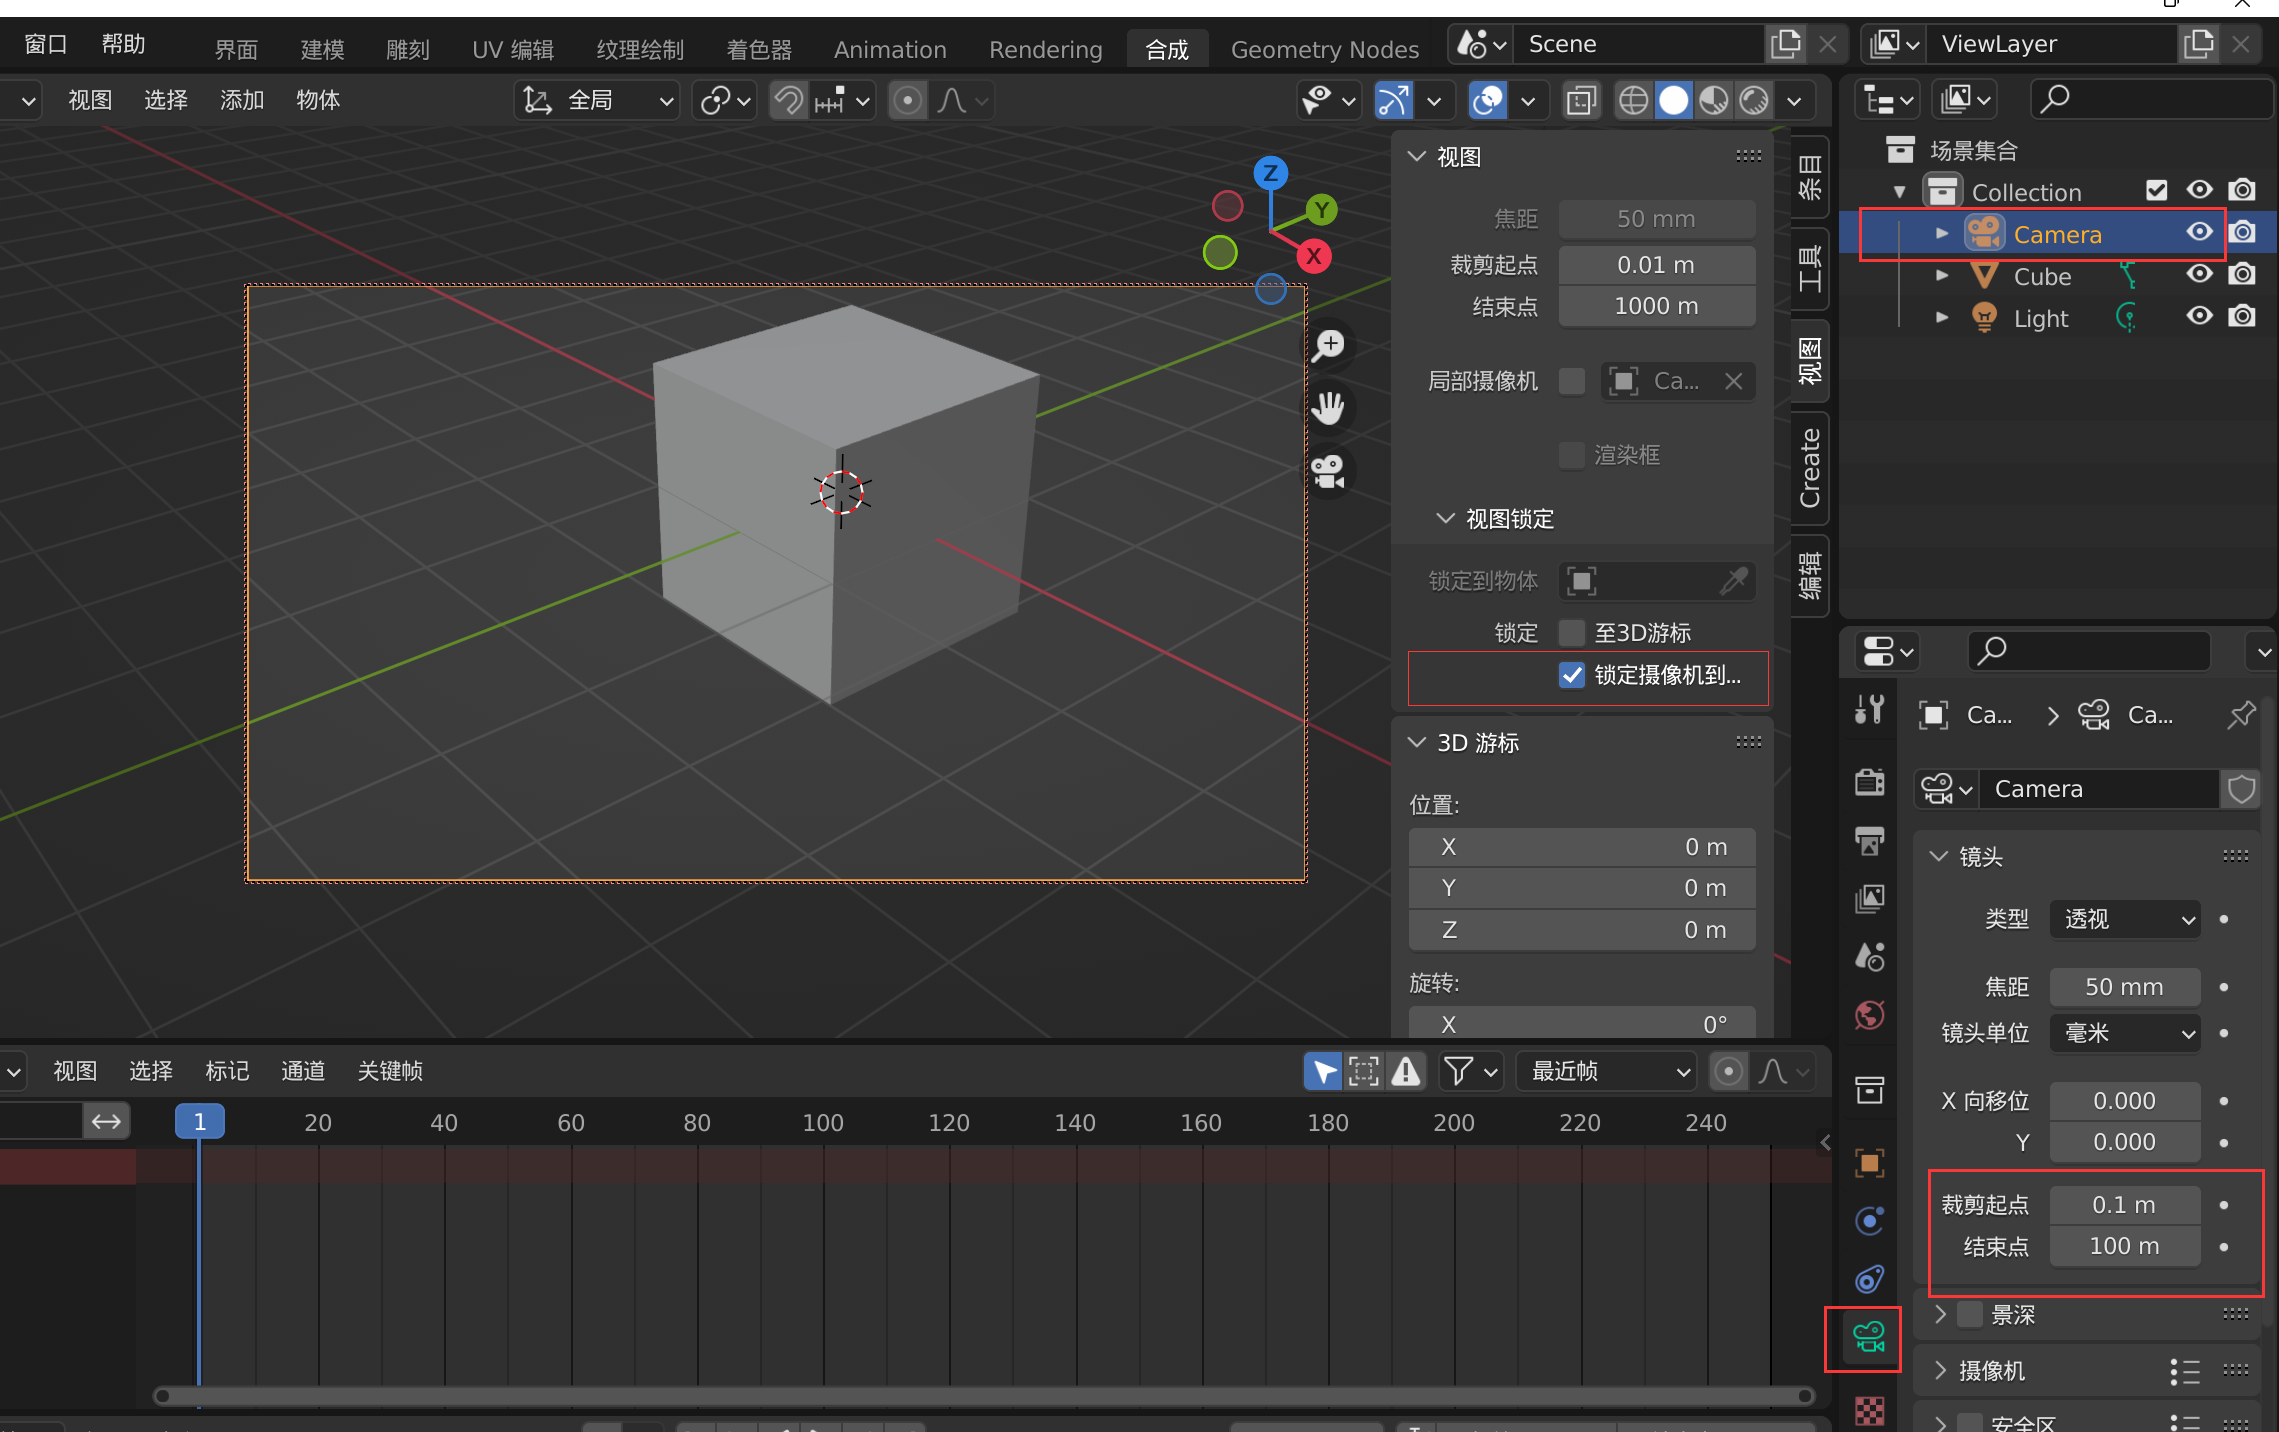 窗口 帮助 界面 建模 雕刻 UV 编辑 纹理绘制 着色器 Animation Rendering 合成 Geometry Nodes Scene ViewLayer
视图 选择 添加 物体 全局
场景集合
Collection
Camera
Cube
Light
Z
Y
X
视图
焦距 50 mm
裁剪起点 0.01 m
结束点 1000 m
局部摄像机 Ca...
渲染框
视图锁定
锁定到物体
锁定 至3D游标
锁定摄像机到...
3D 游标
位置:
X 0 m
Y 0 m
Z 0 m
旋转:
X 0°
条目
工具
视图
Create
编辑
Ca... Ca...
Camera
镜头
类型 透视
焦距 50 mm
镜头单位 毫米
X 向移位 0.000
Y 0.000
裁剪起点 0.1 m
结束点 100 m
景深
摄像机
安全区
视图 选择 标记 通道 关键帧 最近帧
1 20 40 60 80 100 120 140 160 180 200 220 240